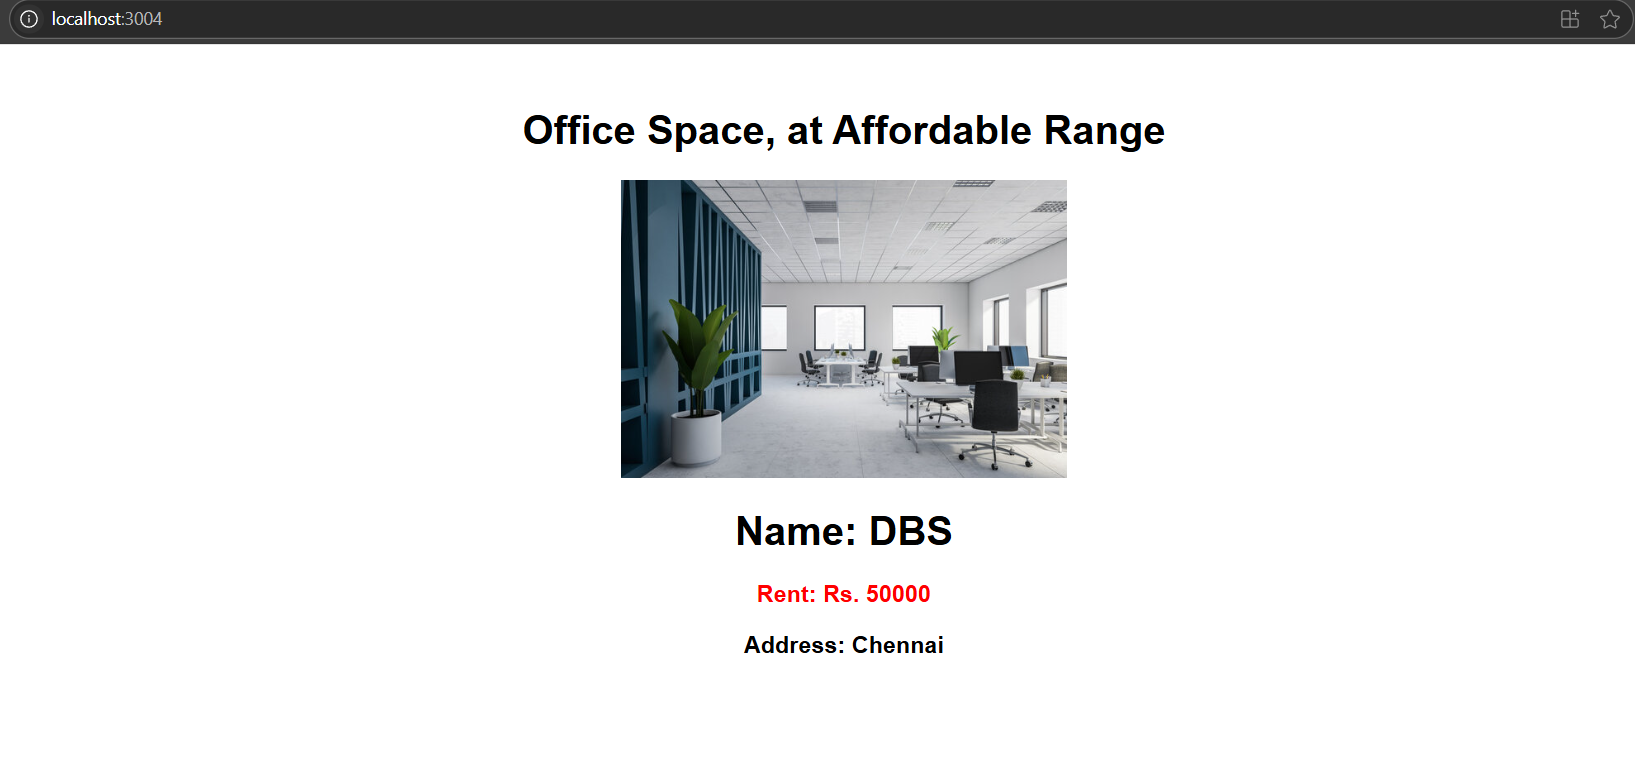 localhost:3004
Office Space, at Affordable Range
Name: DBS
Rent: Rs. 50000
Address: Chennai